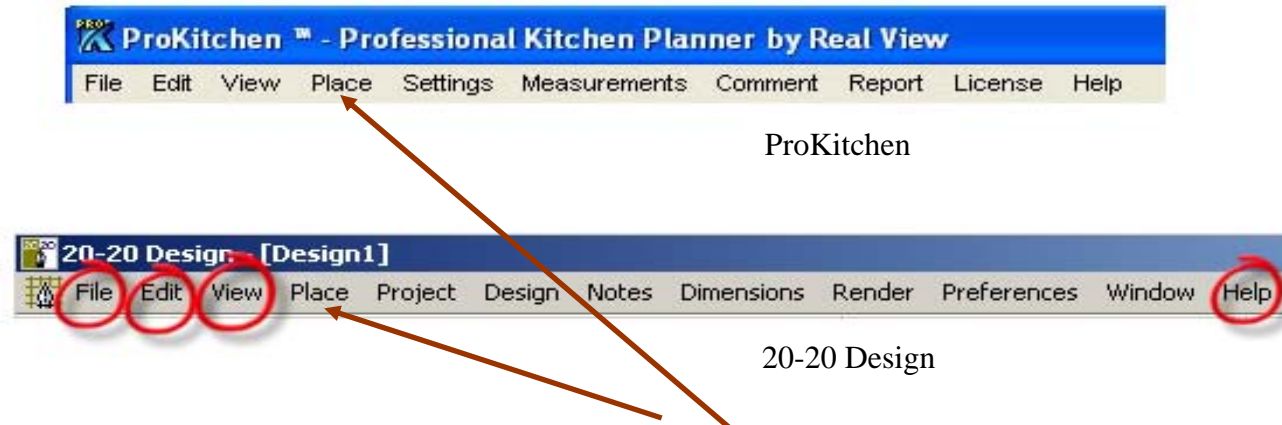 ProKitchen ™ - Professional Kitchen Planner by Real View
File Edit View Place Settings Measurements Comment Report License Help
ProKitchen
20-20 Design - [Design1]
File Edit View Place Project Design Notes Dimensions Render Preferences Window Help
20-20 Design